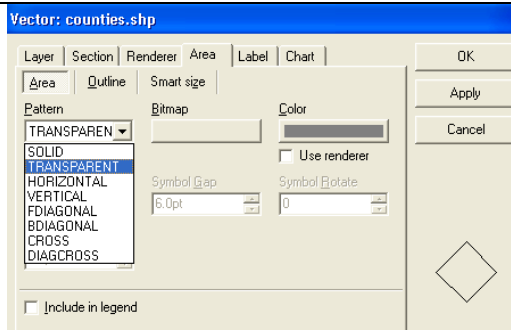 Vector: counties.shp
Layer Section Renderer Area Label Chart OK
Area Outline Smart size
Apply
Pattern Bitmap Color
TRANSPAREN Cancel
SOLID Use renderer
TRANSPARENT
HORIZONTAL Symbol Gap Symbol Rotate
VERTICAL
FDIAGONAL 6.0pt 0
BDIAGONAL
CROSS
DIAGCROSS
Include in legend